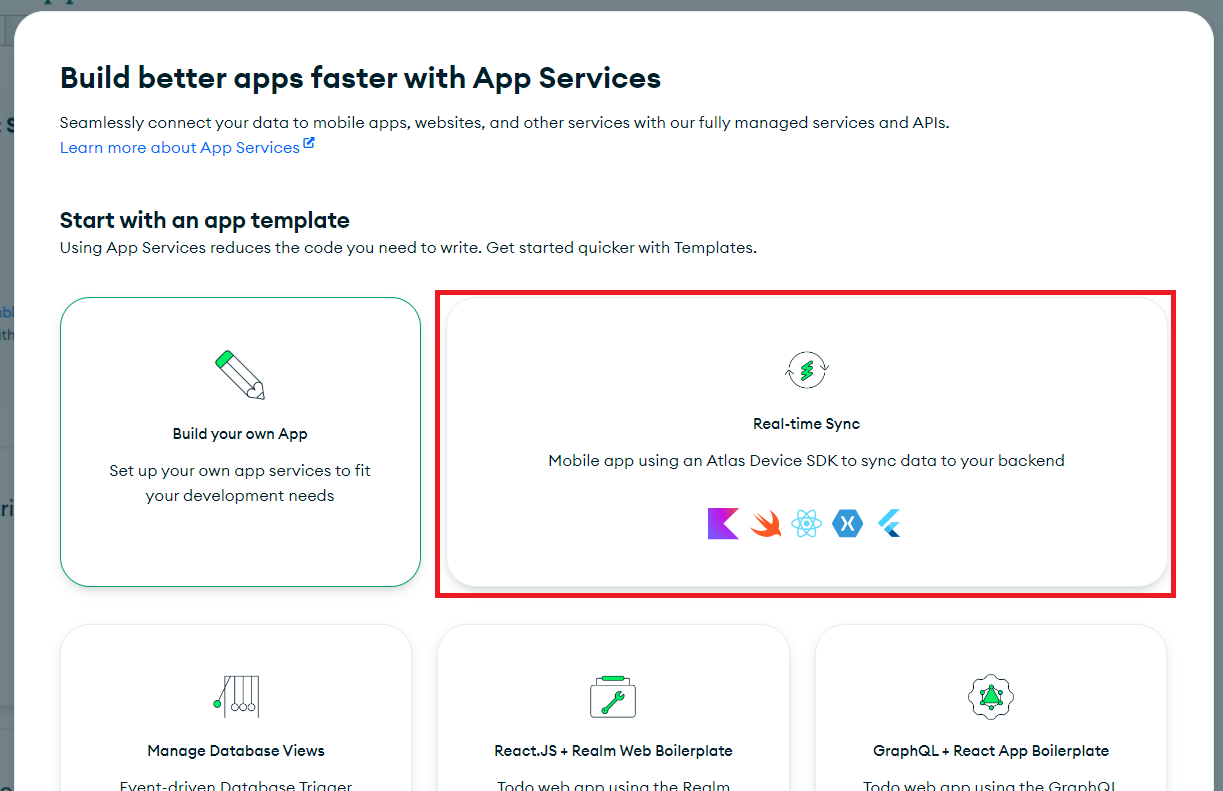 Build better apps faster with App Services
Seamlessly connect your data to mobile apps, websites, and other services with our fully managed services and APIs.
Learn more about App Services
Start with an app template
Using App Services reduces the code you need to write. Get started quicker with Templates.
Build your own App
Set up your own app services to fit
your development needs
Real-time Sync
Mobile app using an Atlas Device SDK to sync data to your backend
Manage Database Views
Event-driven Database Trigger
React.JS + Realm Web Boilerplate
Todo web app using the Realm
GraphQL + React App Boilerplate
Todo web app using the GraphQL